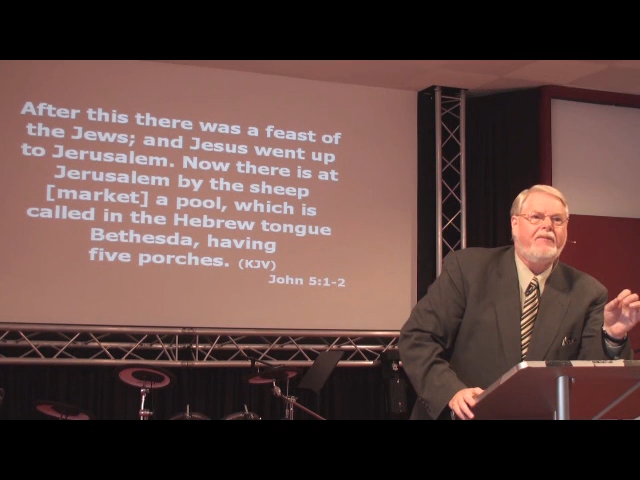 After this there was a feast of
the Jews; and Jesus went up
to Jerusalem. Now there is at
Jerusalem by the sheep
[market] a pool, which is
called in the Hebrew tongue
Bethesda, having
five porches. (KJV)
John 5:1-2